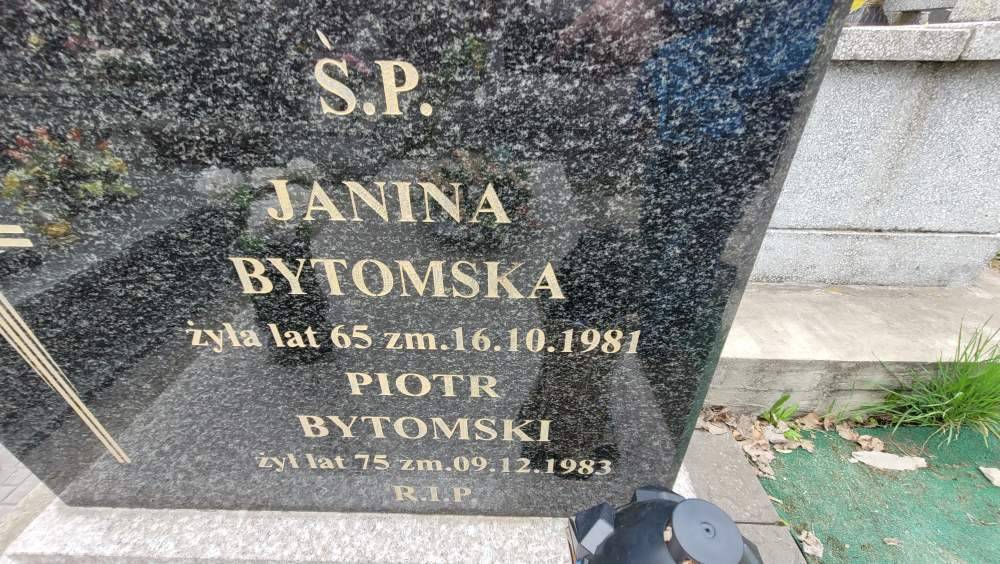 Ś.P.
JANINA
BYTOMSKA
żyła lat 65 zm.16.10.1981
PIOTR
BYTOMSKI
żył lat 75 zm.09.12.1983
R.I.P